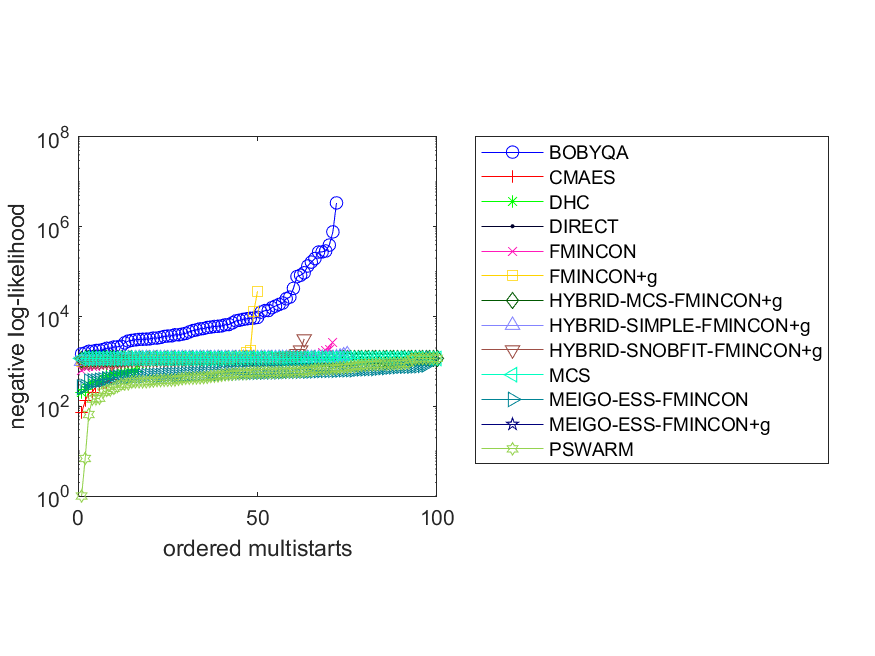 10^8
10^6
10^4
10^2
10^0
0
50
100
negative log-likelihood
ordered multistarts
BOBYQA
CMAES
DHC
DIRECT
FMINCON
FMINCON+g
HYBRID-MCS-FMINCON+g
HYBRID-SIMPLE-FMINCON+g
HYBRID-SNOBFIT-FMINCON+g
MCS
MEIGO-ESS-FMINCON
MEIGO-ESS-FMINCON+g
PSWARM